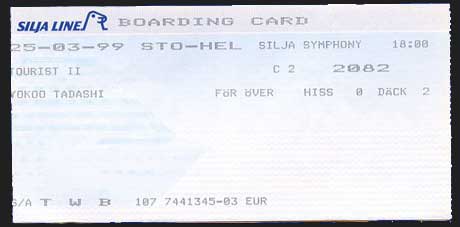 SILJA LINE BOARDING CARD
25-03-99 STO-HEL SILJA SYMPHONY 18:00
TOURIST II C 2 2082
YOKOO TADASHI FöR öVER HISS 0 DäCK 2
S/A T W B 107 7441345-03 EUR